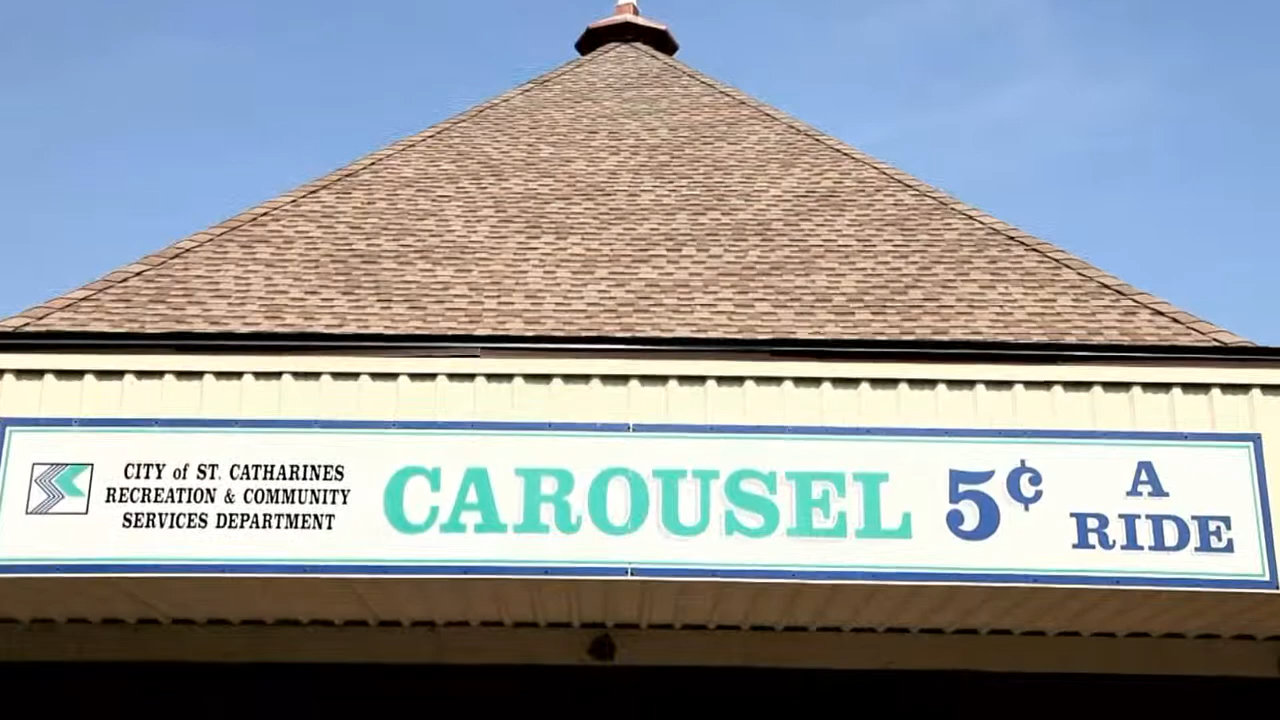 CITY of ST. CATHARINES
RECREATION & COMMUNITY
SERVICES DEPARTMENT
CAROUSEL
5¢
A
RIDE